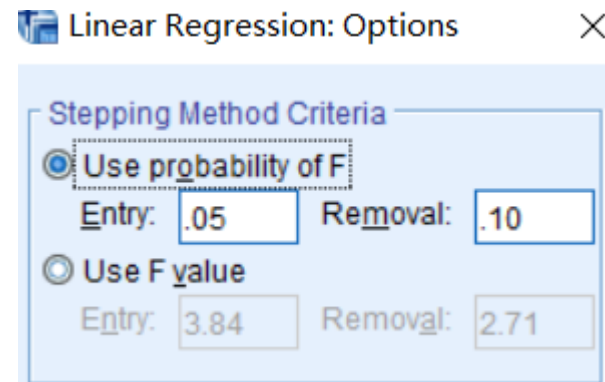 Linear Regression: Options
Stepping Method Criteria
Use probability of F
Entry: .05 Removal: .10
Use F value
Entry: 3.84 Removal: 2.71